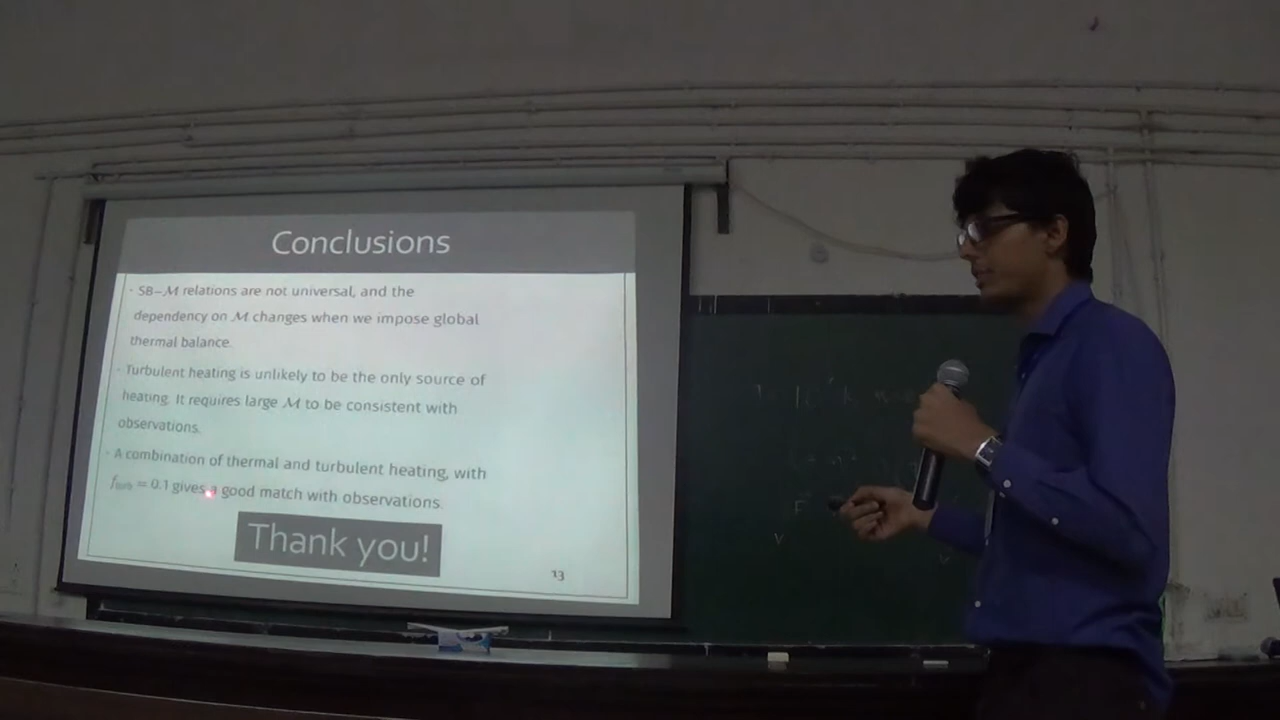 Conclusions
· SB–ℳ relations are not universal, and the
dependency on ℳ changes when we impose global
thermal balance.
· Turbulent heating is unlikely to be the only source of
heating. It requires large ℳ to be consistent with
observations.
· A combination of thermal and turbulent heating, with
f_turb = 0.1 gives a good match with observations.
Thank you!
13